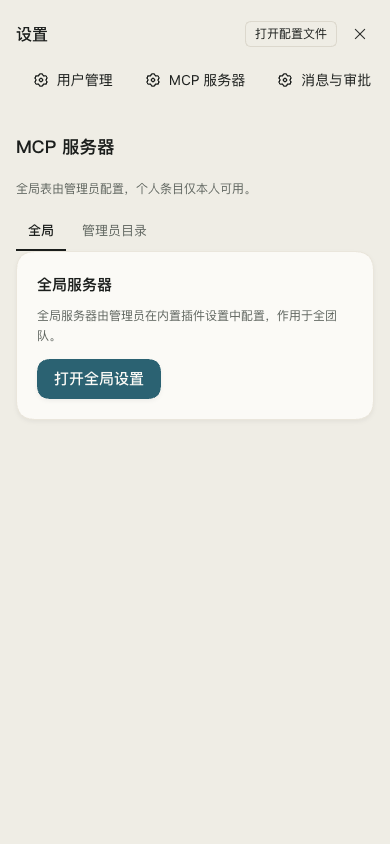 设置
打开配置文件
用户管理
MCP 服务器
消息与审批
MCP 服务器
全局表由管理员配置，个人条目仅本人可用。
全局
管理员目录
全局服务器
全局服务器由管理员在内置插件设置中配置，作用于全团
队。
打开全局设置